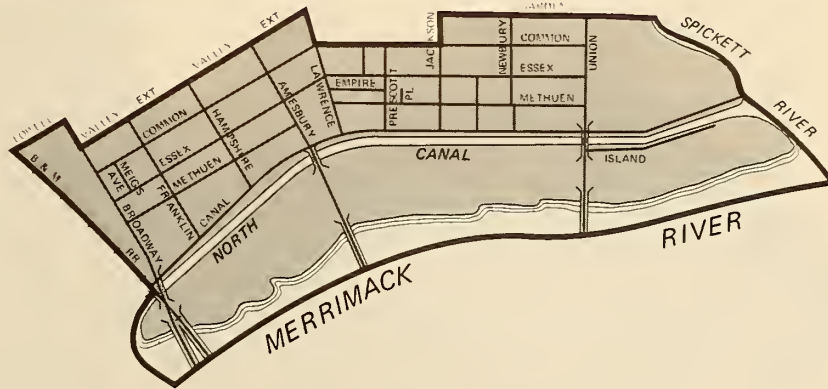 GARDEN
SPICKETT
RIVER
JACKSON
NEWBURY
COMMON
UNION
ESSEX
METHUEN
EXT
VALLEY
EXT
VALLEY
LOWELL
LAWRENCE
EMPIRE
PRESCOTT
PL
AMESBURY
HAMPSHIRE
COMMON
ESSEX
METHUEN
CANAL
MEIGS
AVE
FRANKLIN
BROADWAY
B & M
RR
NORTH
CANAL
ISLAND
MERRIMACK
RIVER